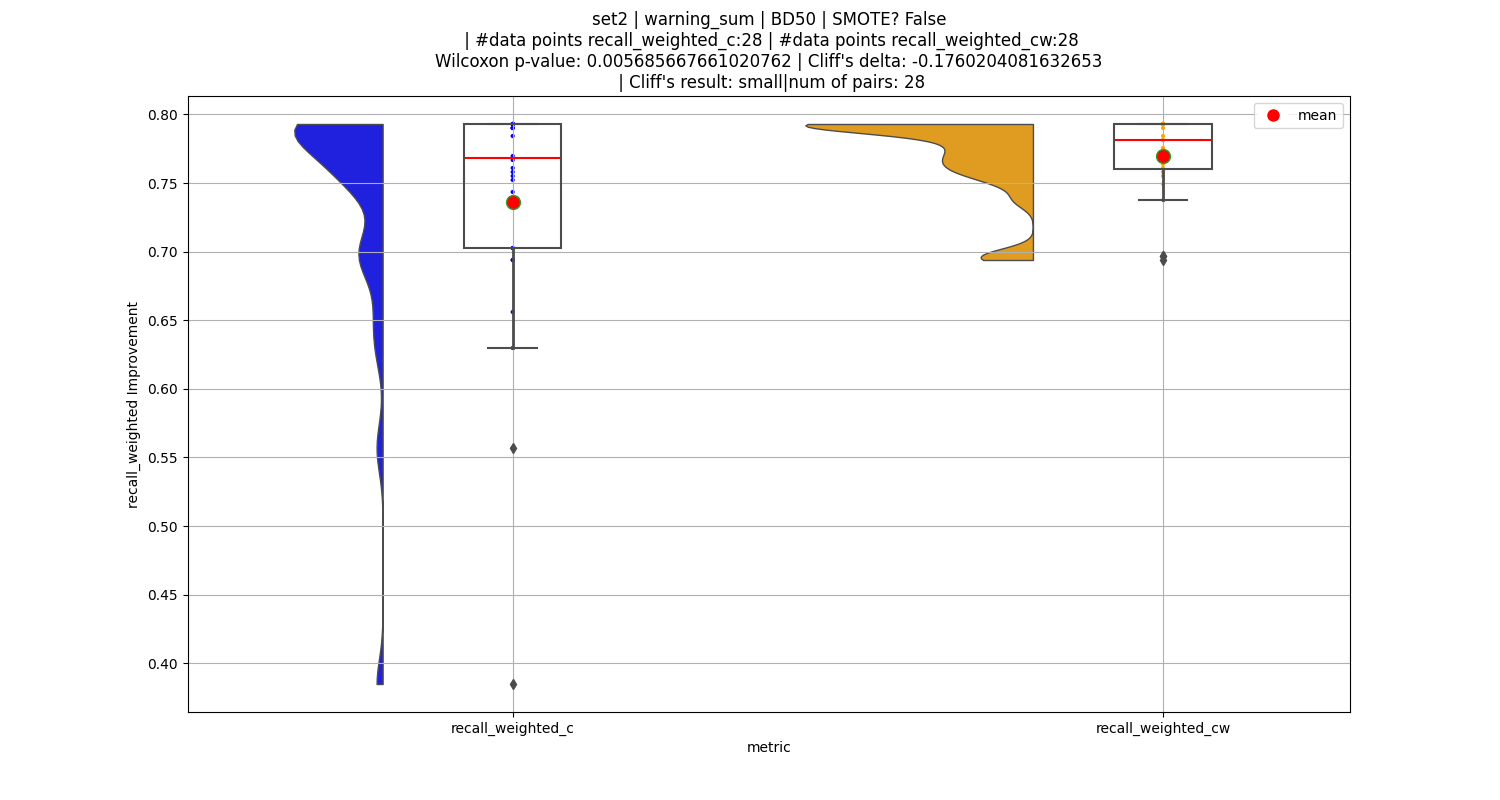 set2 | warning_sum | BD50 | SMOTE? False
| #data points recall_weighted_c:28 | #data points recall_weighted_cw:28
Wilcoxon p-value: 0.005685667661020762 | Cliff's delta: -0.1760204081632653
| Cliff's result: small|num of pairs: 28
mean
0.80
0.75
0.70
0.65
0.60
0.55
0.50
0.45
0.40
recall_weighted Improvement
recall_weighted_c
recall_weighted_cw
metric